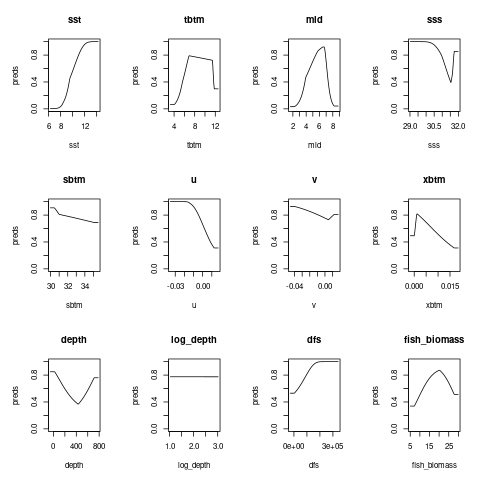 sst tbtm mld sss
preds 0.0 0.4 0.8 preds 0.0 0.4 0.8 preds 0.0 0.4 0.8 preds 0.0 0.4 0.8
6 8 12 4 8 12 2 4 6 8 29.0 30.5 32.0
sst tbtm mld sss
sbtm u v xbtm
preds 0.0 0.4 0.8 preds 0.0 0.4 0.8 preds 0.0 0.4 0.8 preds 0.0 0.4 0.8
30 32 34 -0.03 0.00 -0.04 0.00 0.000 0.015
sbtm u v xbtm
depth log_depth dfs fish_biomass
preds 0.0 0.4 0.8 preds 0.0 0.4 0.8 preds 0.0 0.4 0.8 preds 0.0 0.4 0.8
0 400 800 1.0 2.0 3.0 0e+00 3e+05 5 15 25
depth log_depth dfs fish_biomass